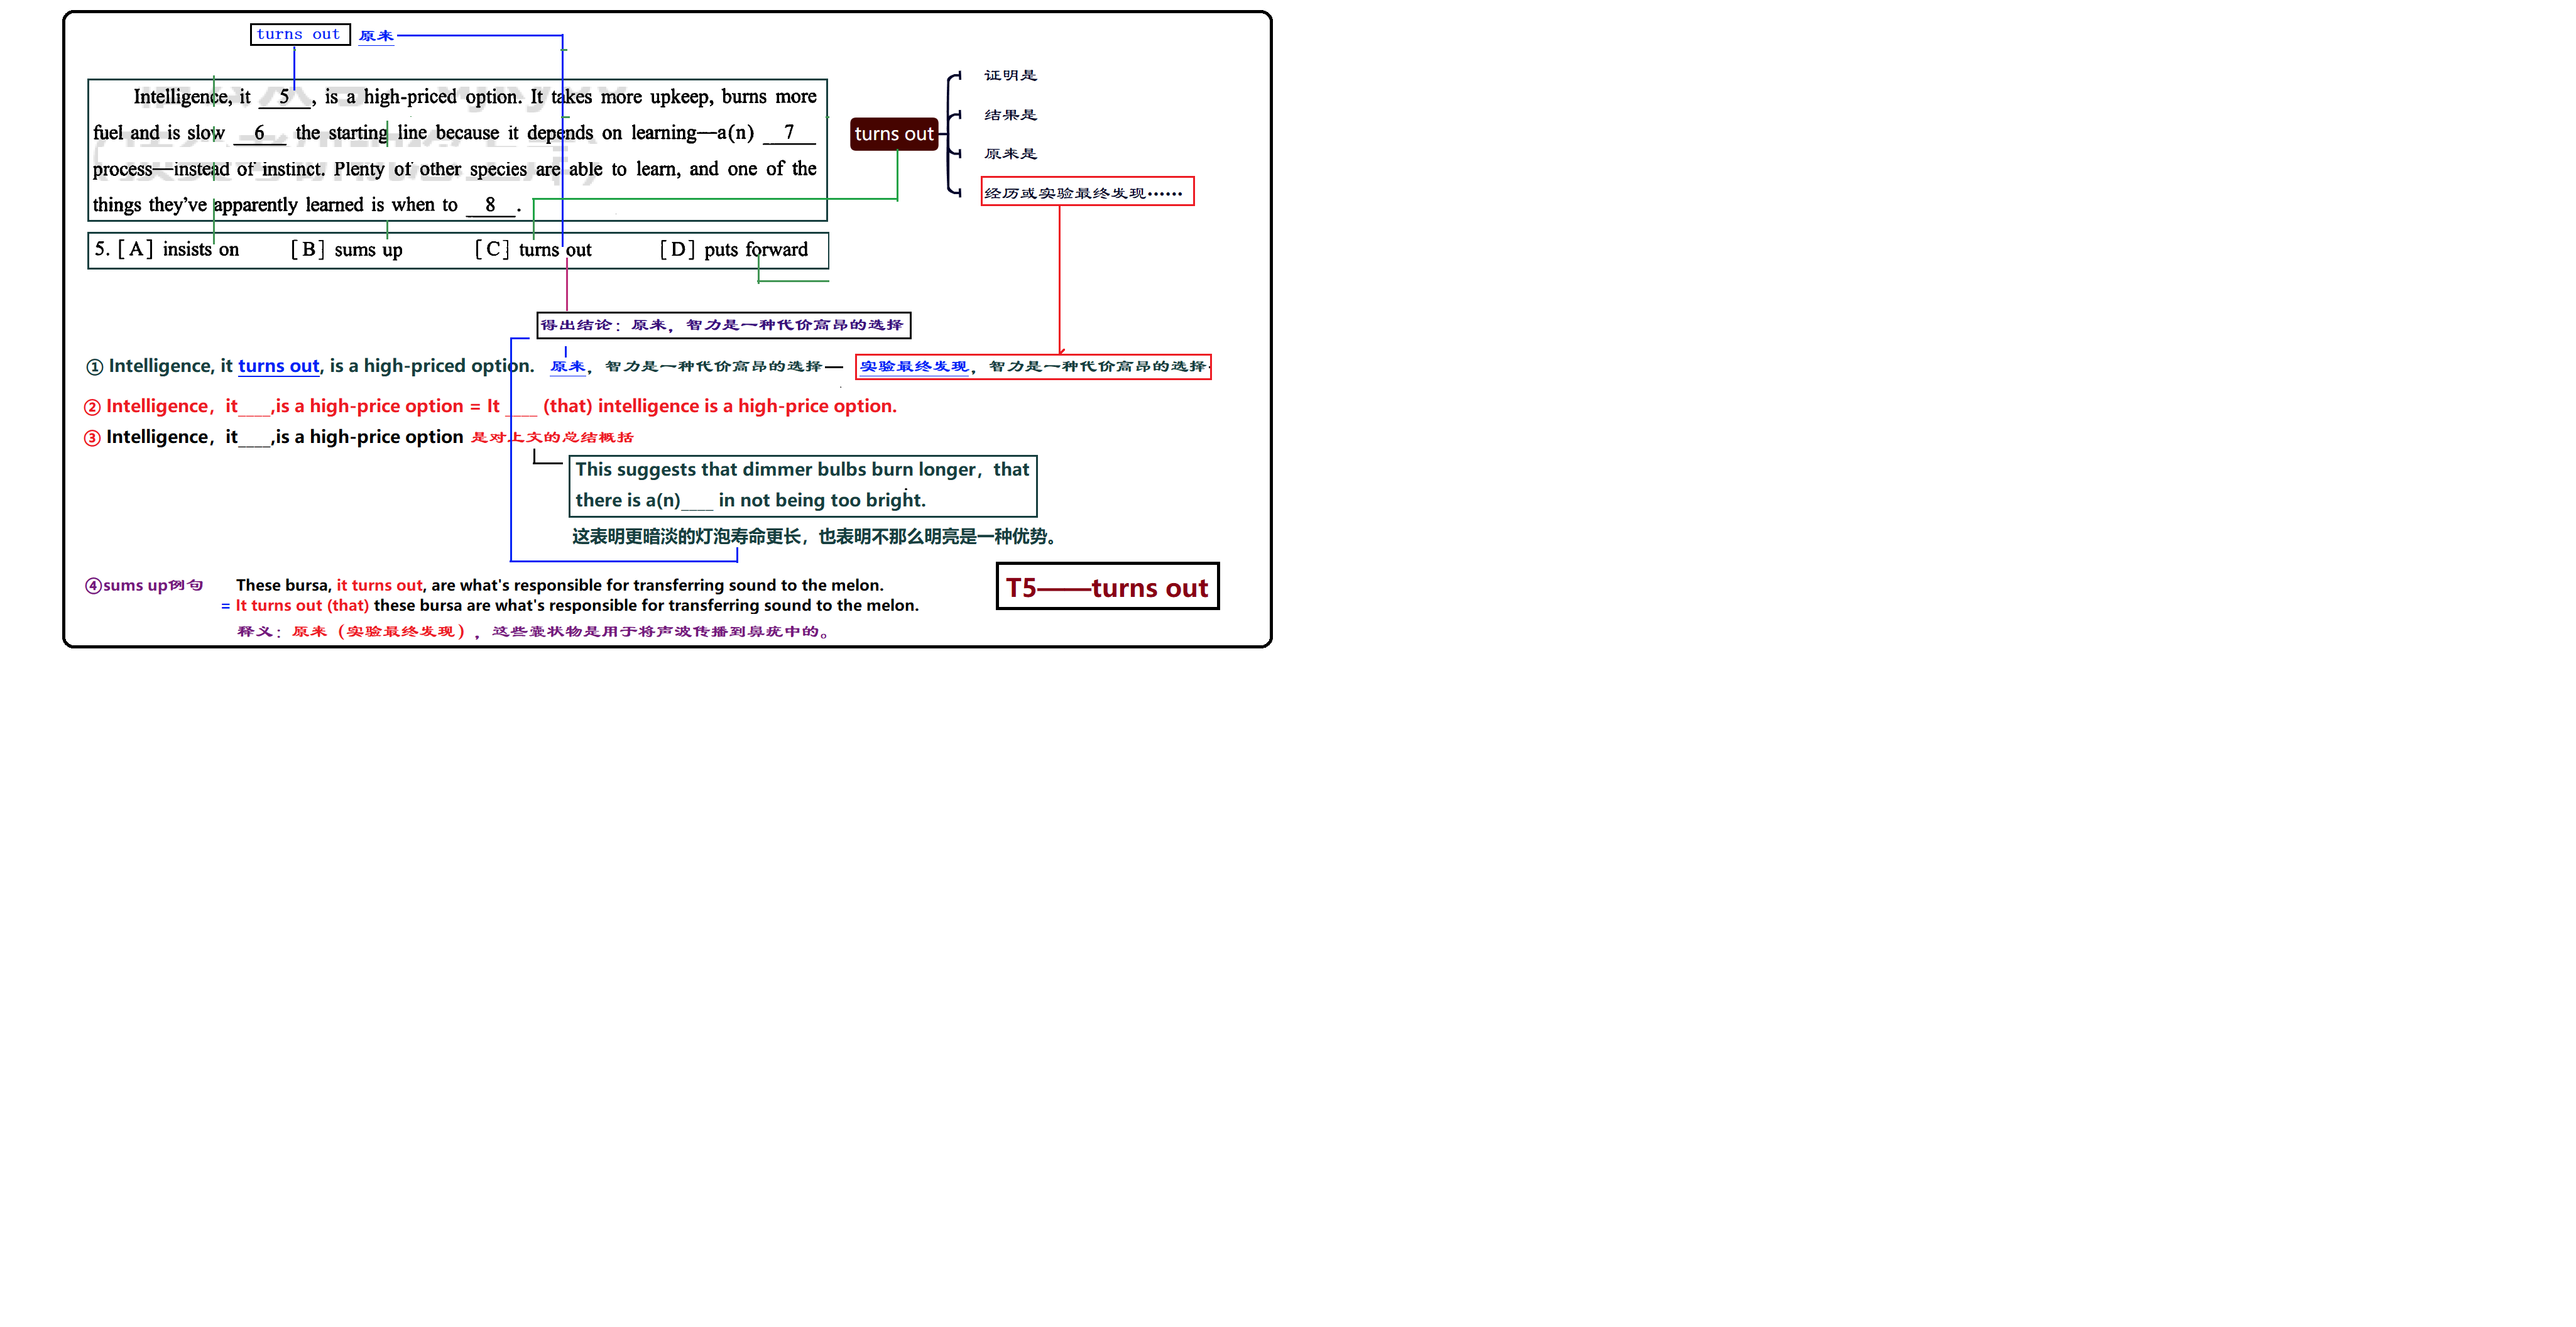 turns out 原来
Intelligence, it 5 , is a high-priced option. It takes more upkeep, burns more
fuel and is slow 6 the starting line because it depends on learning—a(n) 7
process—instead of instinct. Plenty of other species are able to learn, and one of the
things they've apparently learned is when to 8 .
5. [A] insists on [B] sums up [C] turns out [D] puts forward
turns out
证明是
结果是
原来是
经历或实验最终发现……
得出结论：原来，智力是一种代价高昂的选择
① Intelligence, it turns out, is a high-priced option. 原来，智力是一种代价高昂的选择— 实验最终发现，智力是一种代价高昂的选择
② Intelligence，it____,is a high-price option = It ____ (that) intelligence is a high-price option.
③ Intelligence，it____,is a high-price option 是对上文的总结概括
This suggests that dimmer bulbs burn longer，that
there is a(n)____ in not being too bright.
这表明更暗淡的灯泡寿命更长，也表明不那么明亮是一种优势。
④sums up例句 These bursa, it turns out, are what's responsible for transferring sound to the melon.
= It turns out (that) these bursa are what's responsible for transferring sound to the melon.
释义：原来（实验最终发现），这些囊状物是用于将声波传播到鼻疣中的。
T5——turns out